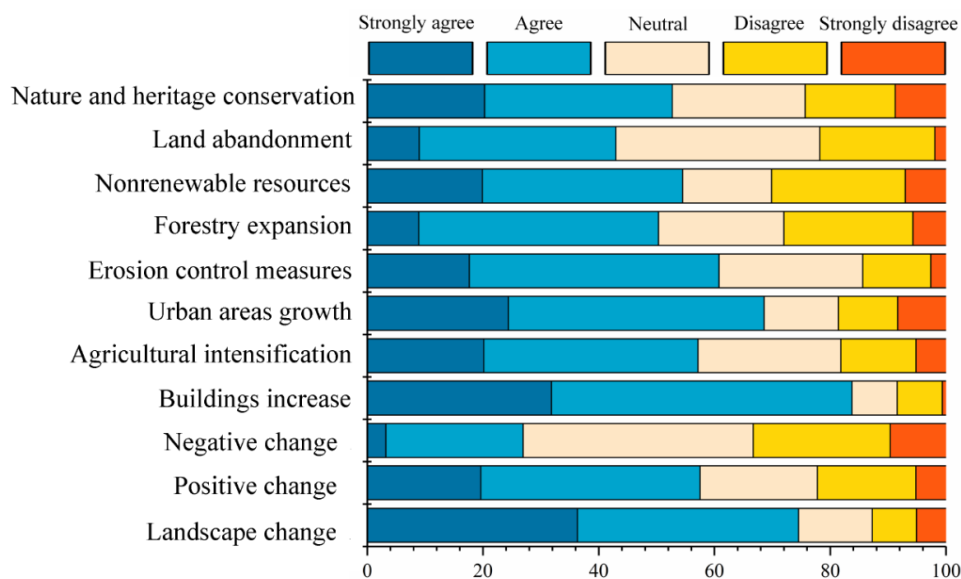 Strongly agree Agree Neutral Disagree Strongly disagree
Nature and heritage conservation
Land abandonment
Nonrenewable resources
Forestry expansion
Erosion control measures
Urban areas growth
Agricultural intensification
Buildings increase
Negative change
Positive change
Landscape change
0 20 40 60 80 100